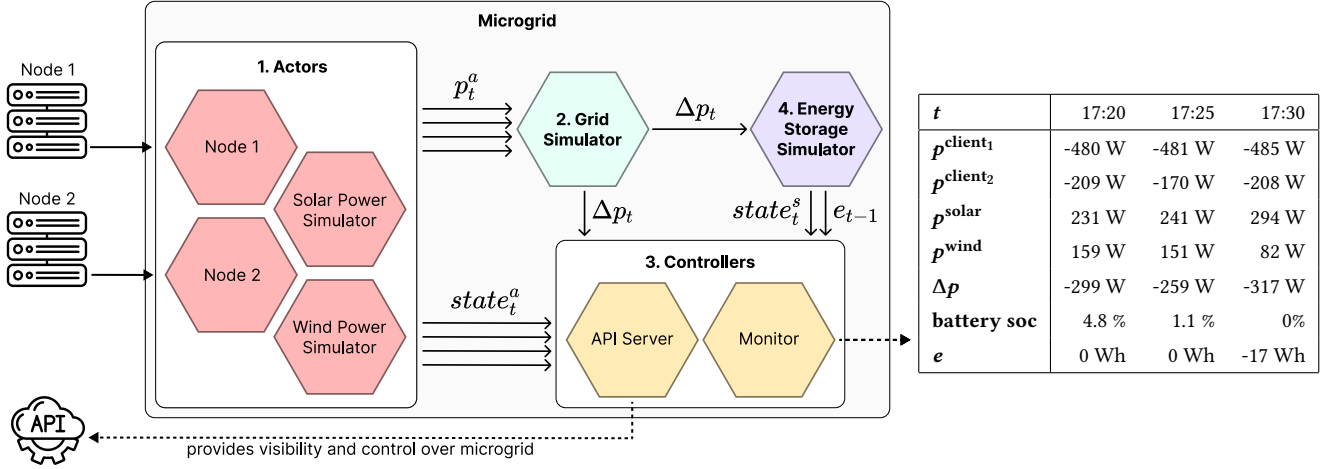 Microgrid
Node 1
Node 2
1. Actors
Node 1
Solar Power
Simulator
Node 2
Wind Power
Simulator
p_t^a
state_t^a
2. Grid
Simulator
Δp_t
4. Energy
Storage
Simulator
Δp_t
state_t^s e_{t−1}
3. Controllers
API Server
Monitor
API
provides visibility and control over microgrid
t 17:20 17:25 17:30
p^client₁ -480 W -481 W -485 W
p^client₂ -209 W -170 W -208 W
p^solar 231 W 241 W 294 W
p^wind 159 W 151 W 82 W
Δp -299 W -259 W -317 W
battery soc 4.8 % 1.1 % 0%
e 0 Wh 0 Wh -17 Wh